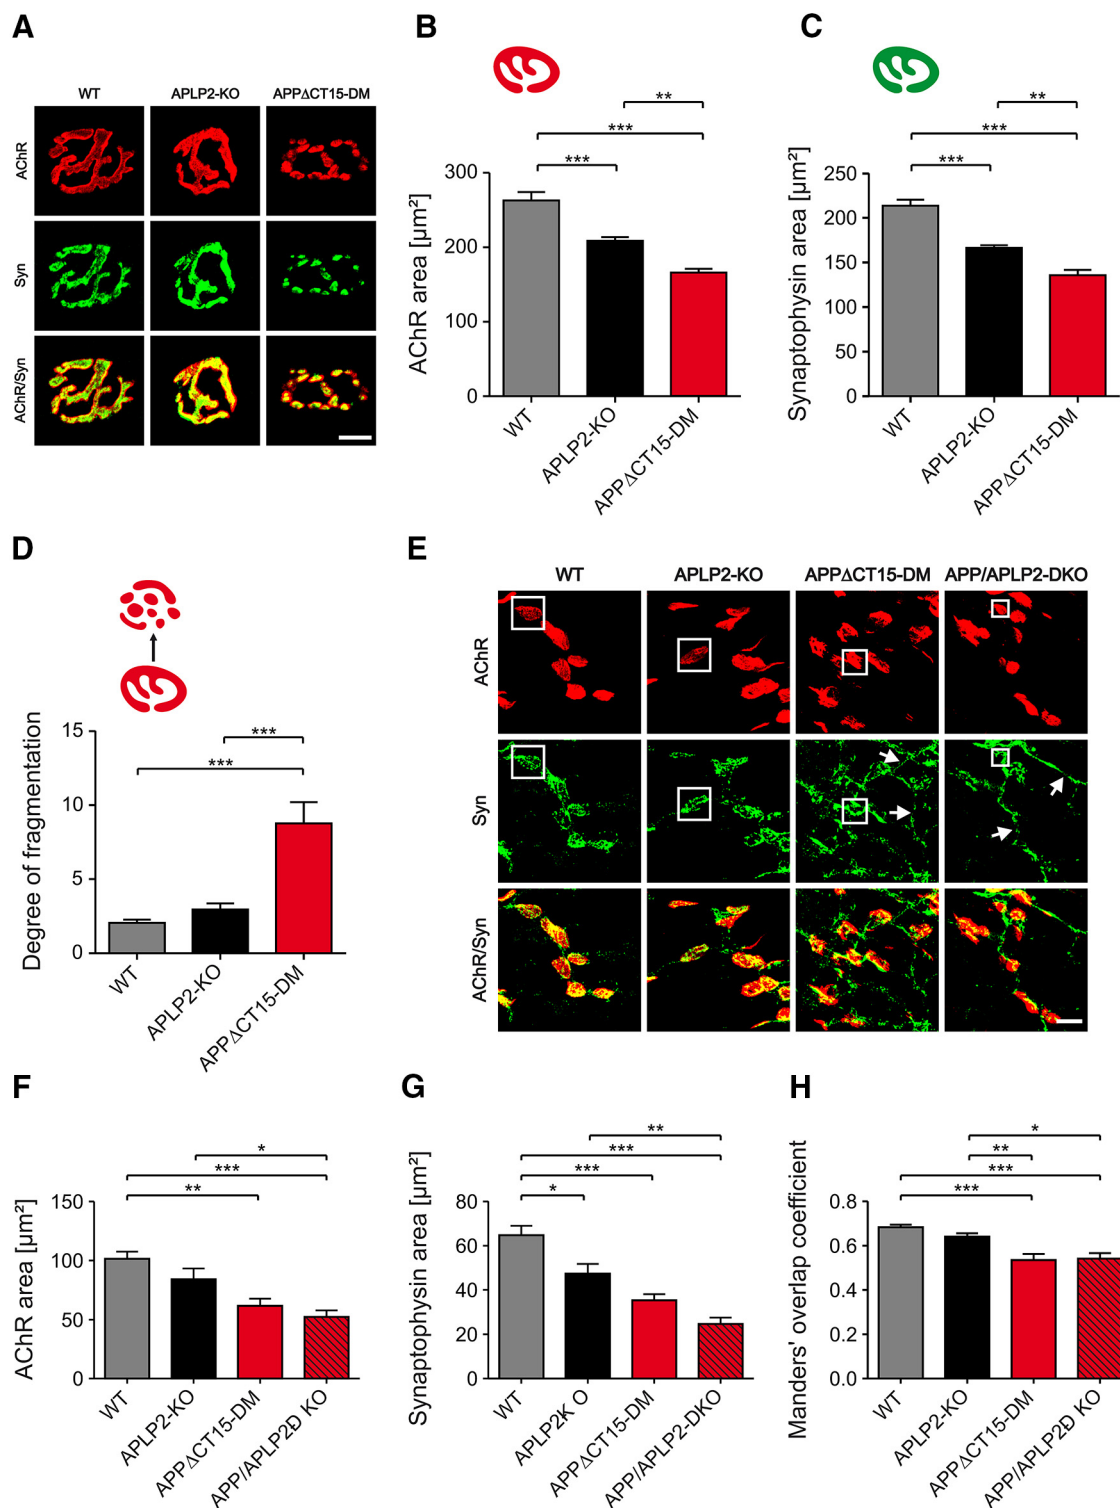 A
WT APLP2-KO APPΔCT15-DM
AChR
Syn
AChR/Syn
B
**
***
***
AChR area [µm²]
300
200
100
0
WT
APLP2-KO
APPΔCT15-DM
C
**
***
***
Synaptophysin area [µm²]
250
200
150
100
50
0
WT
APLP2-KO
APPΔCT15-DM
D
***
***
Degree of fragmentation
15
10
5
0
WT
APLP2-KO
APPΔCT15-DM
E
WT APLP2-KO APPΔCT15-DM APP/APLP2-DKO
AChR
Syn
AChR/Syn
F
*
***
**
AChR area [µm²]
150
100
50
0
WT
APLP2-KO
APPΔCT15-DM
APP/APLP2Đ KO
G
**
***
***
*
Synaptophysin area [µm²]
80
60
40
20
0
WT
APLP2K O
APPΔCT15-DM
APP/APLP2-DKO
H
*
**
***
***
Manders' overlap coefficient
0.8
0.6
0.4
0.2
0.0
WT
APLP2-KO
APPΔCT15-DM
APP/APLP2Đ KO